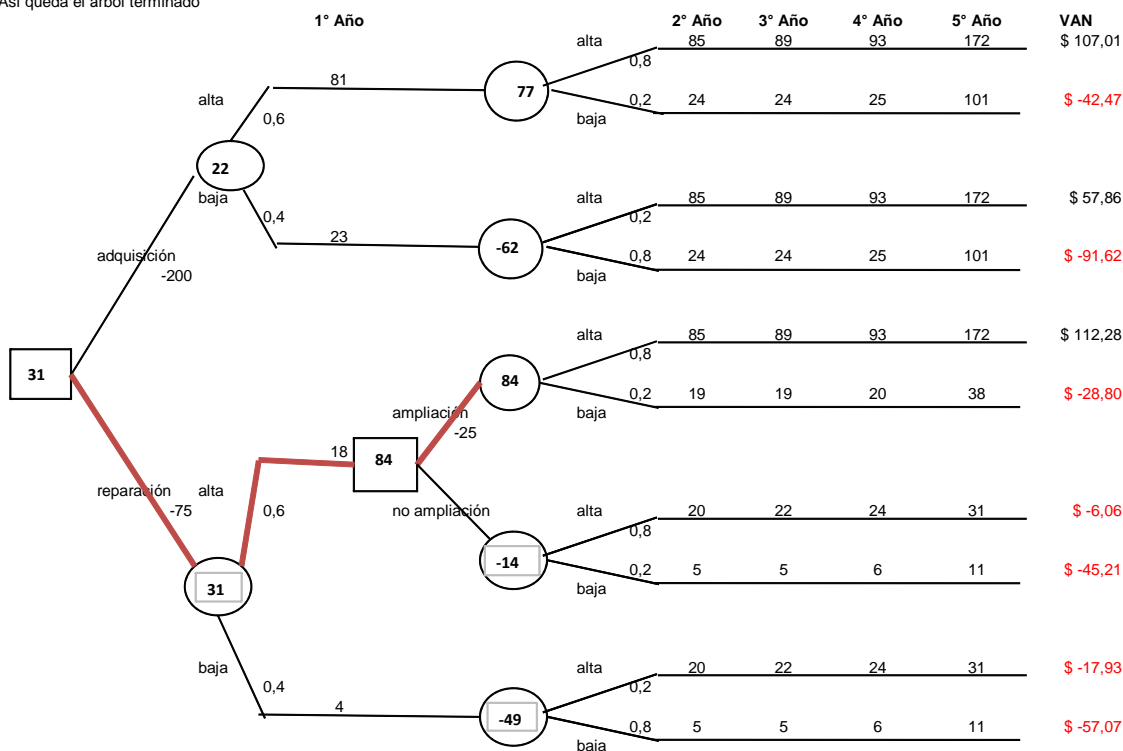 Así queda el árbol terminado
1° Año 2° Año 3° Año 4° Año 5° Año VAN
alta 85 89 93 172 $ 107,01
0,8
81 77
alta 0,2 24 24 25 101 $ -42,47
0,6 baja
22
baja alta 85 89 93 172 $ 57,86
0,4 0,2
23 -62
adquisición 0,8 24 24 25 101 $ -91,62
-200 baja
alta 85 89 93 172 $ 112,28
0,8
31 84
0,2 19 19 20 38 $ -28,80
ampliación baja
-25
18 84
reparación alta
-75 0,6 no ampliación alta 20 22 24 31 $ -6,06
0,8
-14
0,2 5 5 6 11 $ -45,21
31 baja
baja alta 20 22 24 31 $ -17,93
0,4 0,2
4 -49
0,8 5 5 6 11 $ -57,07
baja